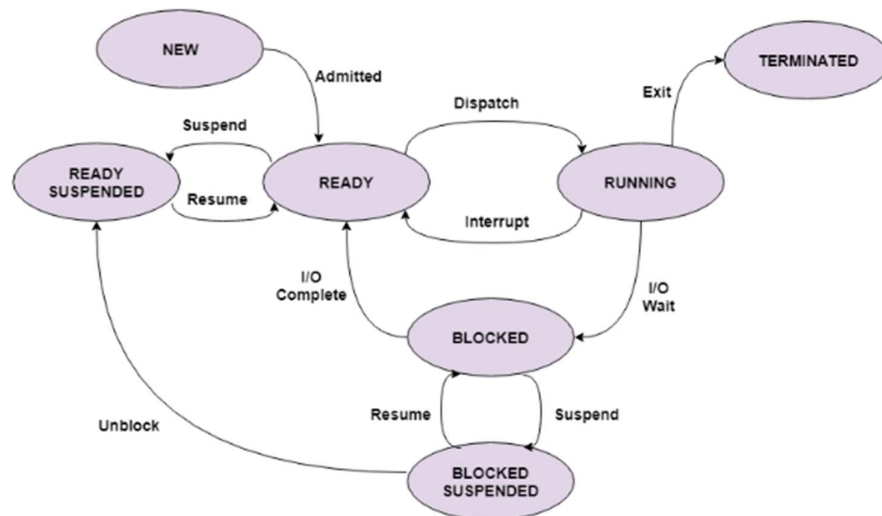 NEW
Admitted
TERMINATED
Exit
Dispatch
Suspend
READY
SUSPENDED
Resume
READY
RUNNING
Interrupt
I/O
Complete
I/O
Wait
BLOCKED
Resume
Suspend
Unblock
BLOCKED
SUSPENDED